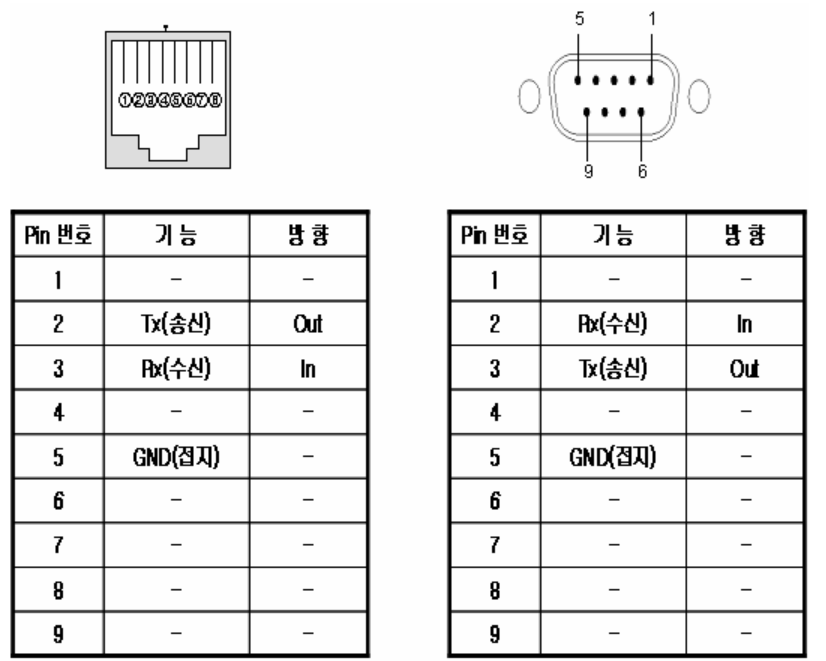 5 1
①②③④⑤⑥⑦⑧
9 6
Pin 번호 기 능 방 향
1 – –
2 Tx(송신) Out
3 Rx(수신) In
4 – –
5 GND(접지) –
6 – –
7 – –
8 – –
9 – –
Pin 번호 기 능 방 향
1 – –
2 Rx(수신) In
3 Tx(송신) Out
4 – –
5 GND(접지) –
6 – –
7 – –
8 – –
9 – –